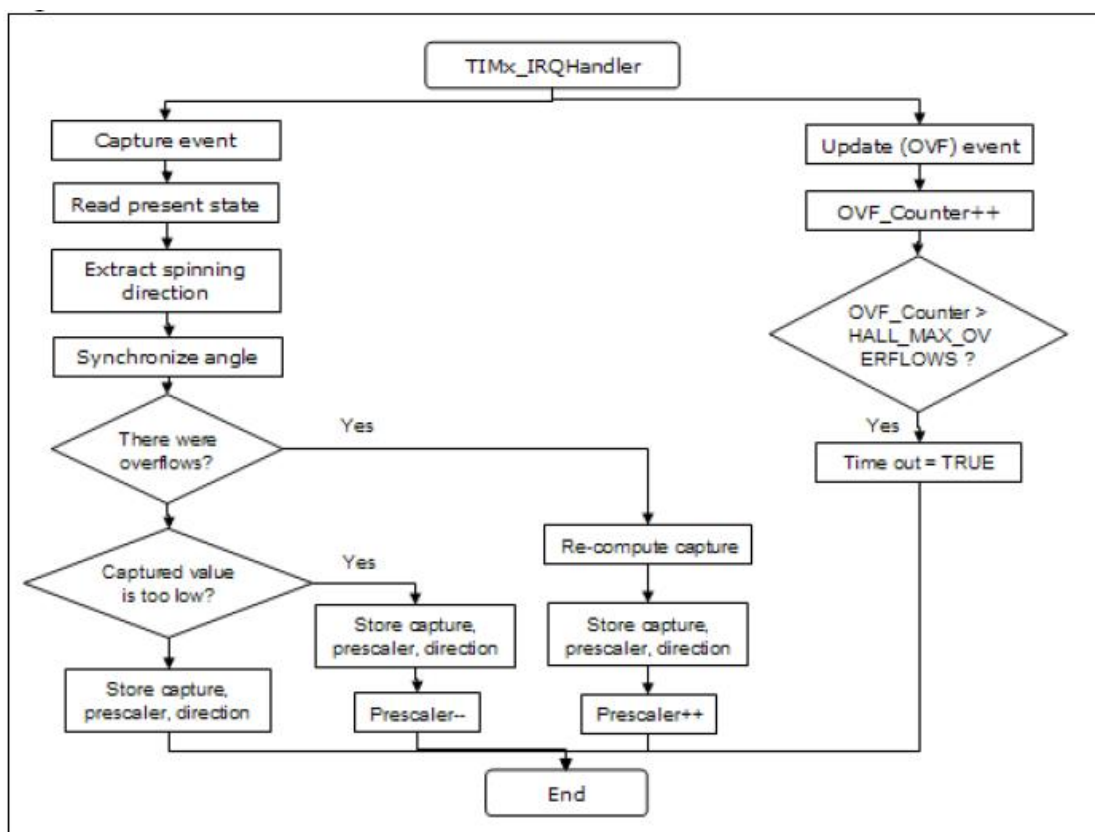 TIMx_IRQHandler
Capture event
Read present state
Extract spinning
direction
Synchronize angle
There were
overflows?
Yes
Captured value
is too low?
Yes
Store capture,
prescaler, direction
Store capture,
prescaler, direction
Prescaler--
Re-compute capture
Store capture,
prescaler, direction
Prescaler++
Update (OVF) event
OVF_Counter++
OVF_Counter >
HALL_MAX_OV
ERFLOWS ?
Yes
Time out = TRUE
End